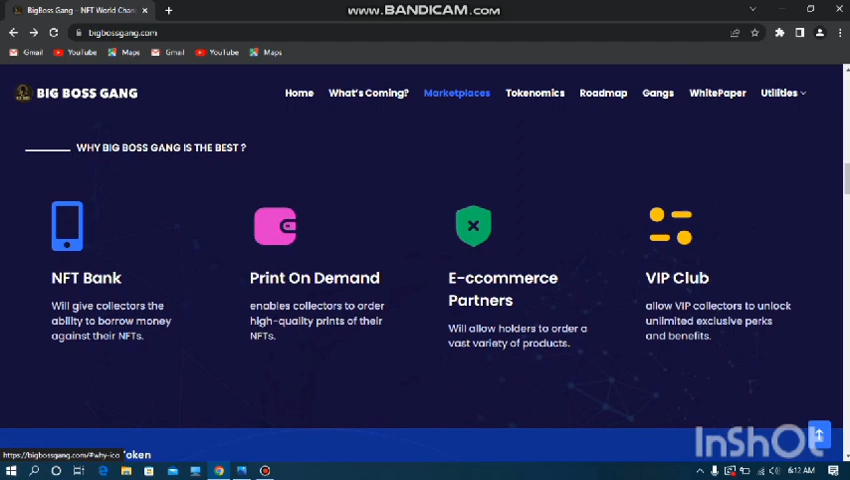 www.BANDICAM.com
BigBoss Gang – NFT World Chan
bigbossgang.com
Gmail YouTube Maps Gmail YouTube Maps
BIG BOSS GANG
Home What's Coming? Marketplaces Tokenomics Roadmap Gangs WhitePaper Utilities
WHY BIG BOSS GANG IS THE BEST ?
NFT Bank
Will give collectors the
ability to borrow money
against their NFTs.
Print On Demand
enables collectors to order
high-quality prints of their
NFTs.
E-ccommerce
Partners
Will allow holders to order a
vast variety of products.
VIP Club
allow VIP collectors to unlock
unlimited exclusive perks
and benefits.
InShOt
https://bigbossgang.com/#why-ico
Token
6:12 AM